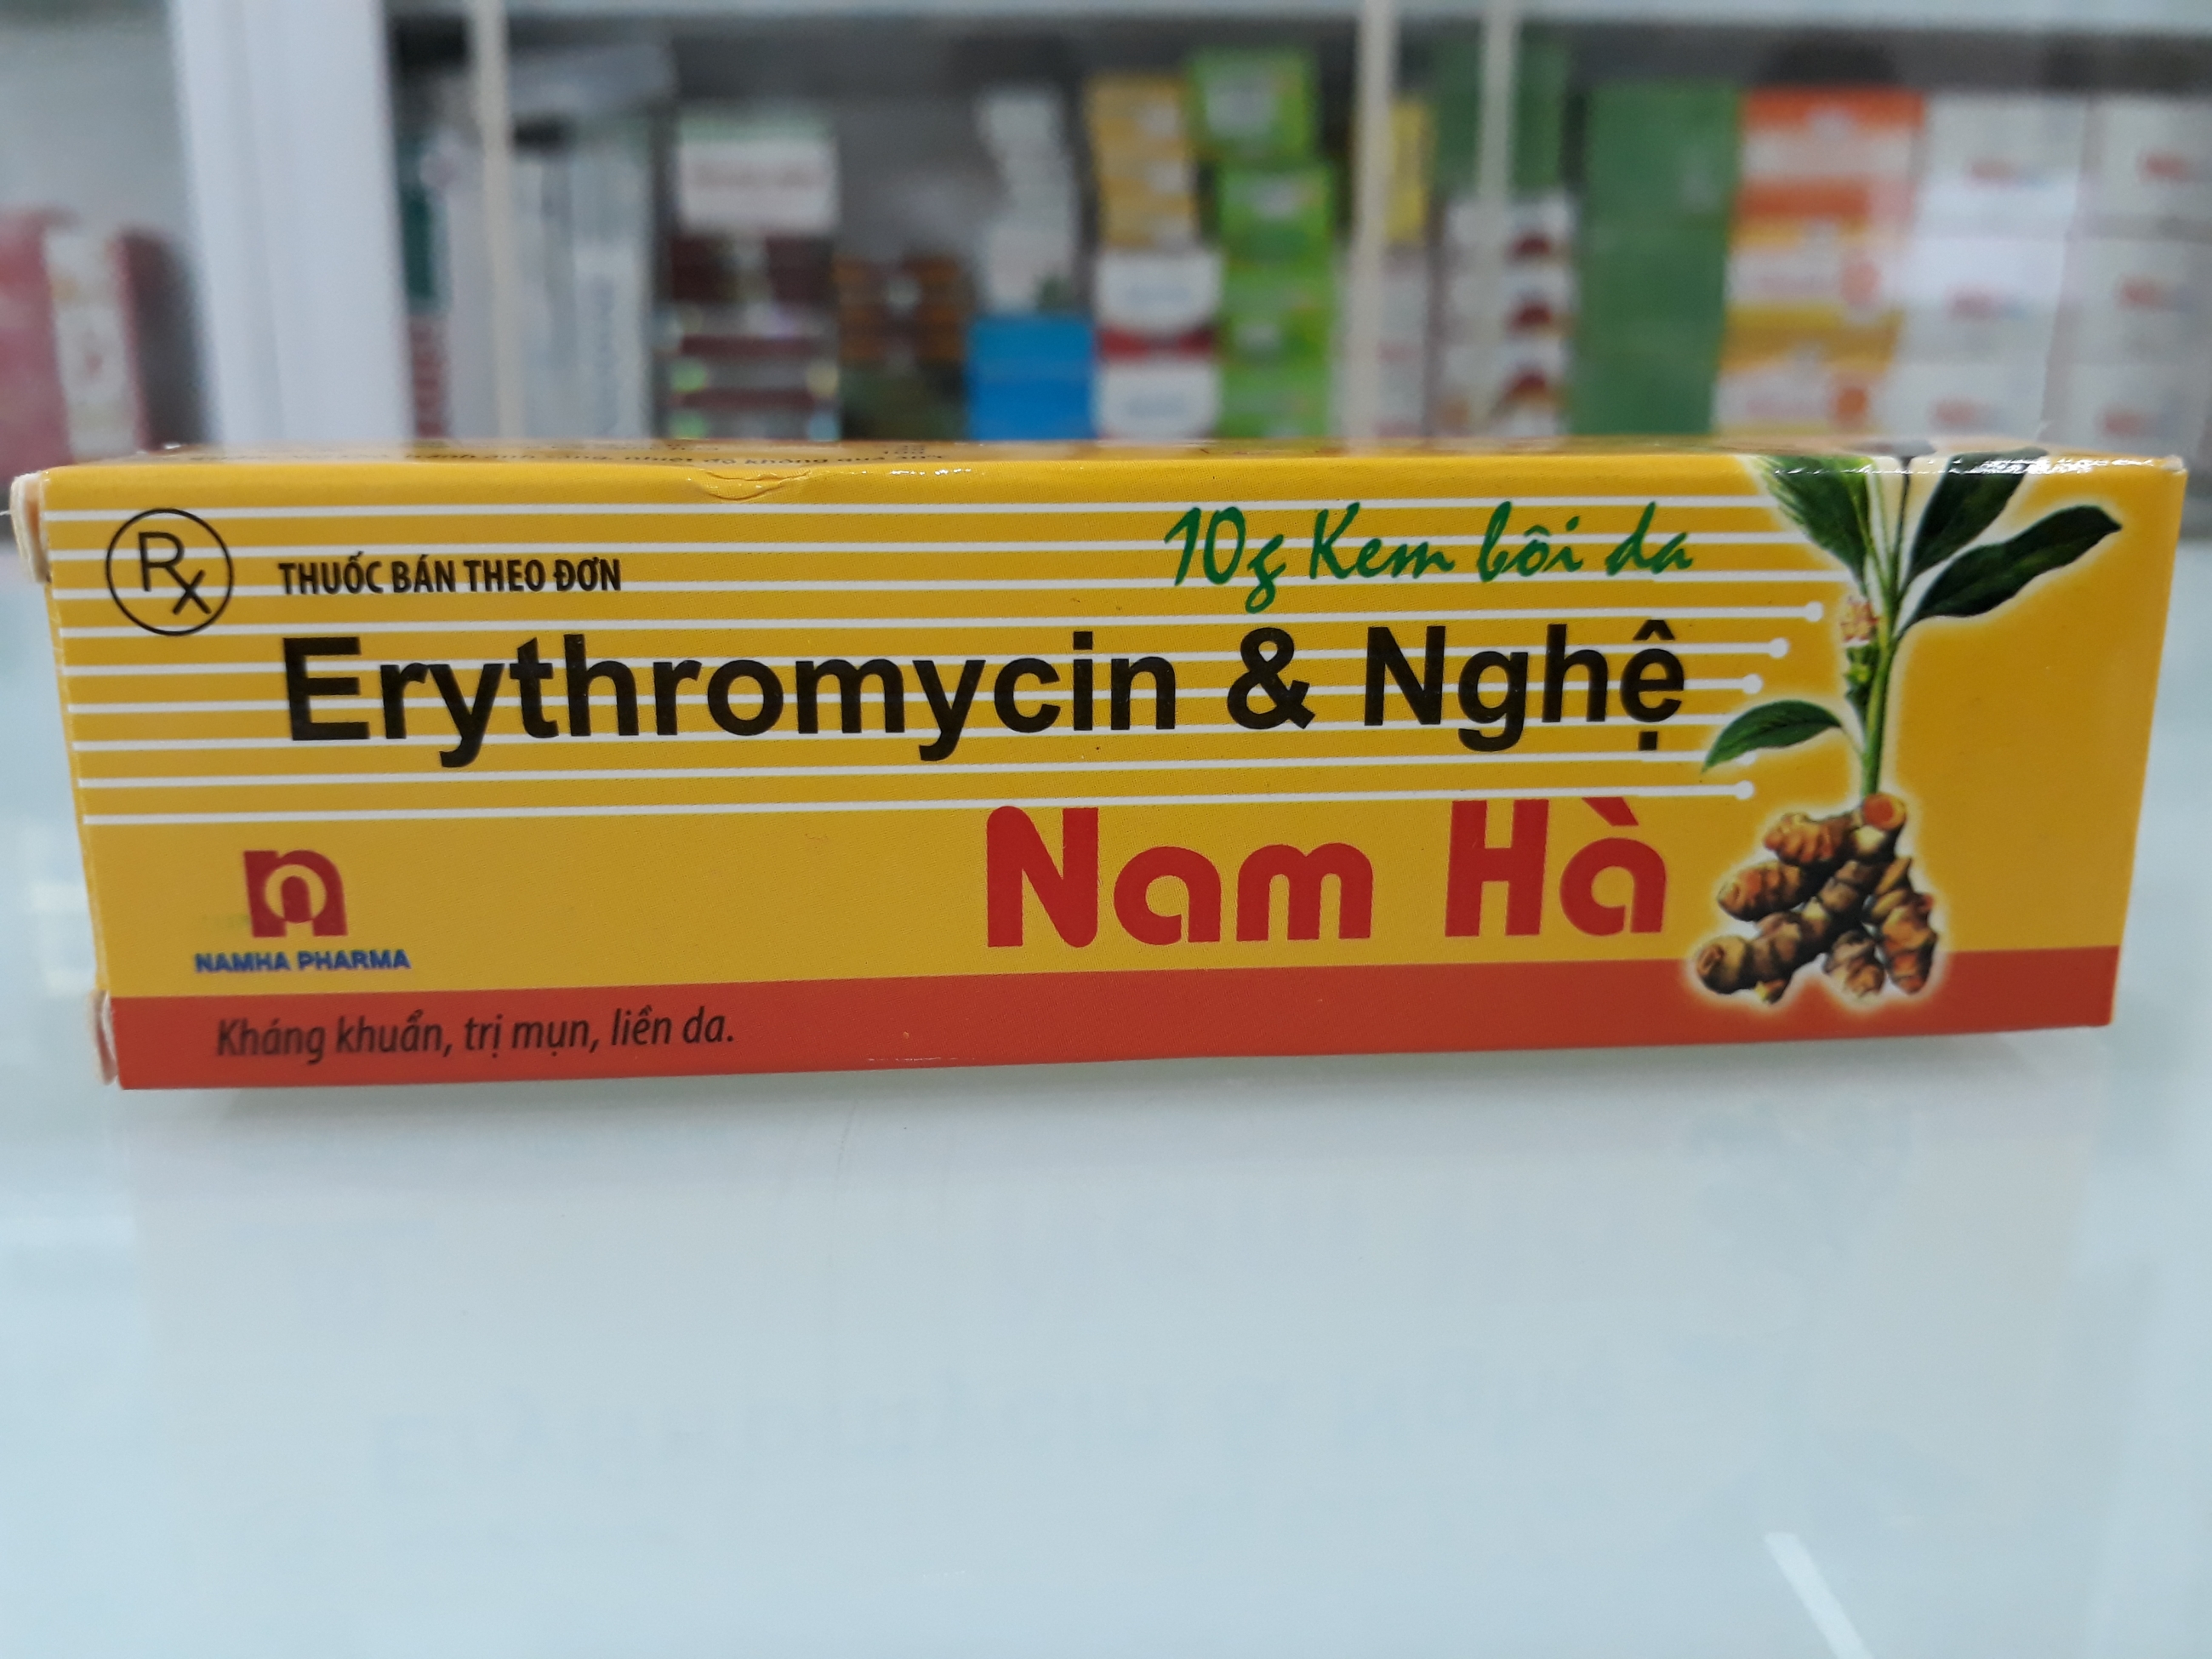 Rx
THUỐC BÁN THEO ĐƠN
10g Kem bôi da
Erythromycin & Nghệ
Nam Hà
NAMHA PHARMA
Kháng khuẩn, trị mụn, liền da.